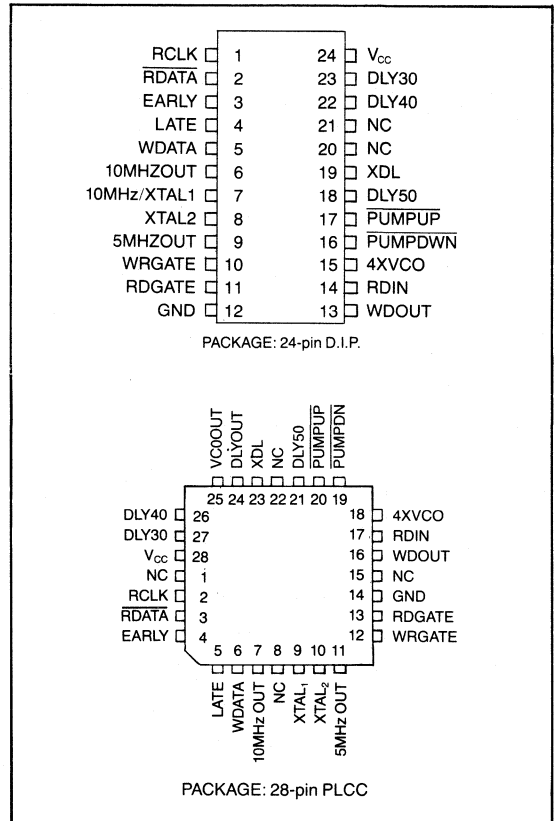 RCLK 1 24 VCC
RDATA 2 23 DLY30
EARLY 3 22 DLY40
LATE 4 21 NC
WDATA 5 20 NC
10MHZOUT 6 19 XDL
10MHz/XTAL1 7 18 DLY50
XTAL2 8 17 PUMPUP
5MHZOUT 9 16 PUMPDWN
WRGATE 10 15 4XVCO
RDGATE 11 14 RDIN
GND 12 13 WDOUT
PACKAGE: 24-pin D.I.P.
VC0OUT DLYOUT XDL NC DLY50 PUMPUP PUMPDN
25 24 23 22 21 20 19
DLY40 26 18 4XVCO
DLY30 27 17 RDIN
VCC 28 16 WDOUT
NC 1 15 NC
RCLK 2 14 GND
RDATA 3 13 RDGATE
EARLY 4 12 WRGATE
5 6 7 8 9 10 11
LATE WDATA 10MHz OUT NC XTAL1 XTAL2 5MHz OUT
PACKAGE: 28-pin PLCC